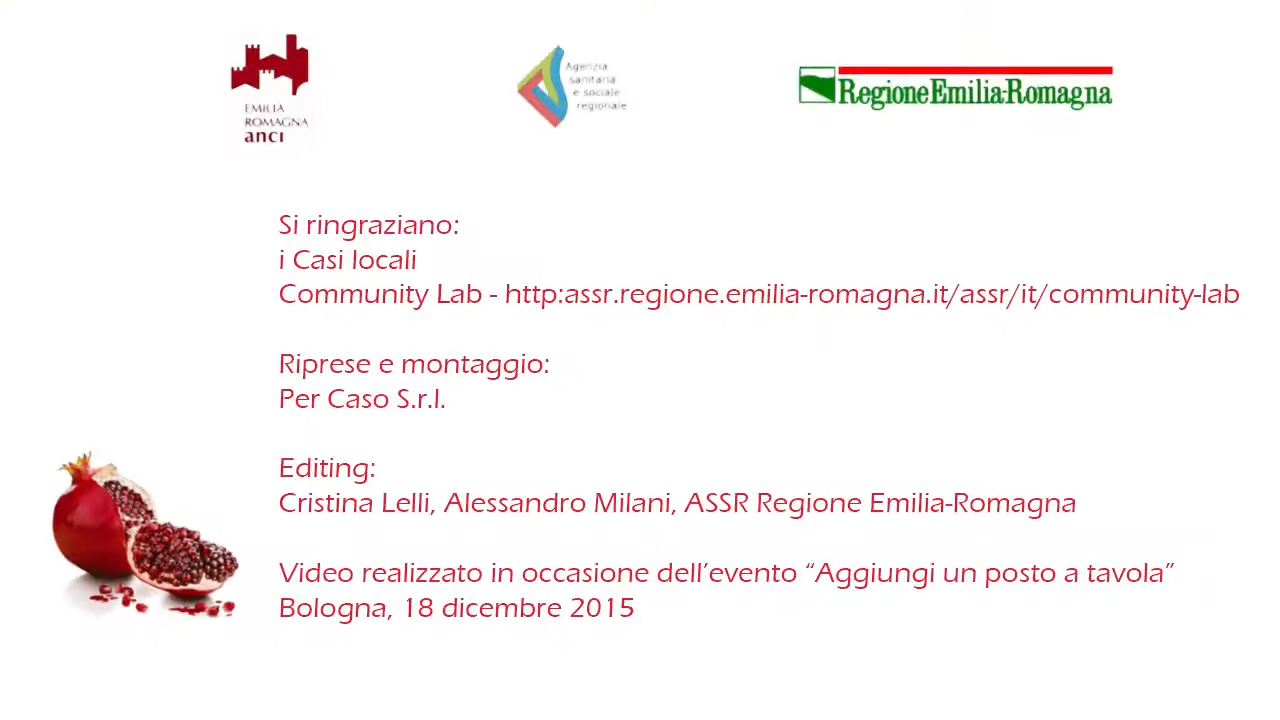 EMILIA
ROMAGNA
anci
Agenzia
sanitaria
e sociale
regionale
RegioneEmilia-Romagna
Si ringraziano:
i Casi locali
Community Lab - http:assr.regione.emilia-romagna.it/assr/it/community-lab
Riprese e montaggio:
Per Caso S.r.l.
Editing:
Cristina Lelli, Alessandro Milani, ASSR Regione Emilia-Romagna
Video realizzato in occasione dell’evento “Aggiungi un posto a tavola”
Bologna, 18 dicembre 2015